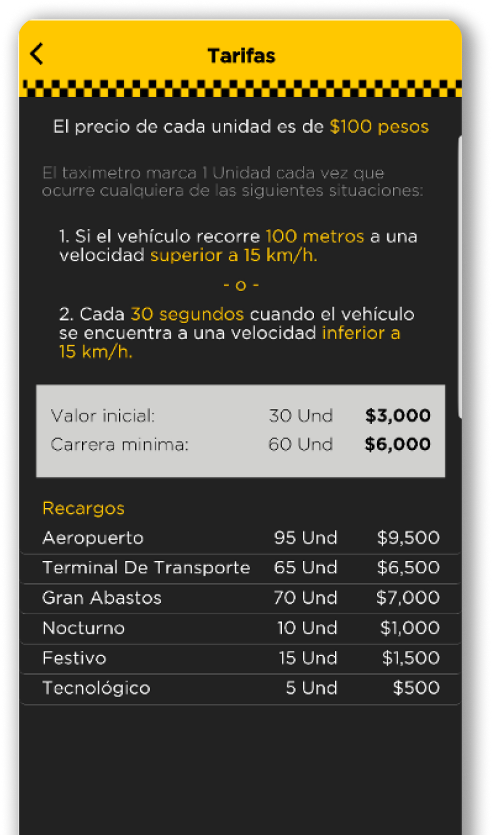 Tarifas
El precio de cada unidad es de $100 pesos
El taximetro marca 1 Unidad cada vez que
ocurre cualquiera de las siguientes situaciones:
1. Si el vehículo recorre 100 metros a una
velocidad superior a 15 km/h.
- o -
2. Cada 30 segundos cuando el vehículo
se encuentra a una velocidad inferior a
15 km/h.
Valor inicial: 30 Und $3,000
Carrera minima: 60 Und $6,000
Recargos
Aeropuerto 95 Und $9,500
Terminal De Transporte 65 Und $6,500
Gran Abastos 70 Und $7,000
Nocturno 10 Und $1,000
Festivo 15 Und $1,500
Tecnológico 5 Und $500